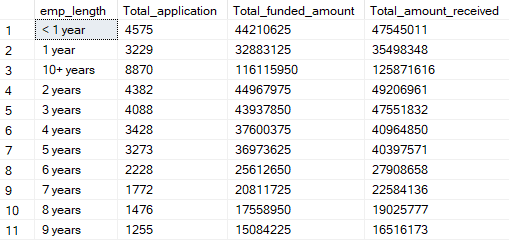 emp_length Total_application Total_funded_amount Total_amount_received
1 < 1 year 4575 44210625 47545011
2 1 year 3229 32883125 35498348
3 10+ years 8870 116115950 125871616
4 2 years 4382 44967975 49206961
5 3 years 4088 43937850 47551832
6 4 years 3428 37600375 40964850
7 5 years 3273 36973625 40397571
8 6 years 2228 25612650 27908658
9 7 years 1772 20811725 22584136
10 8 years 1476 17558950 19025777
11 9 years 1255 15084225 16516173